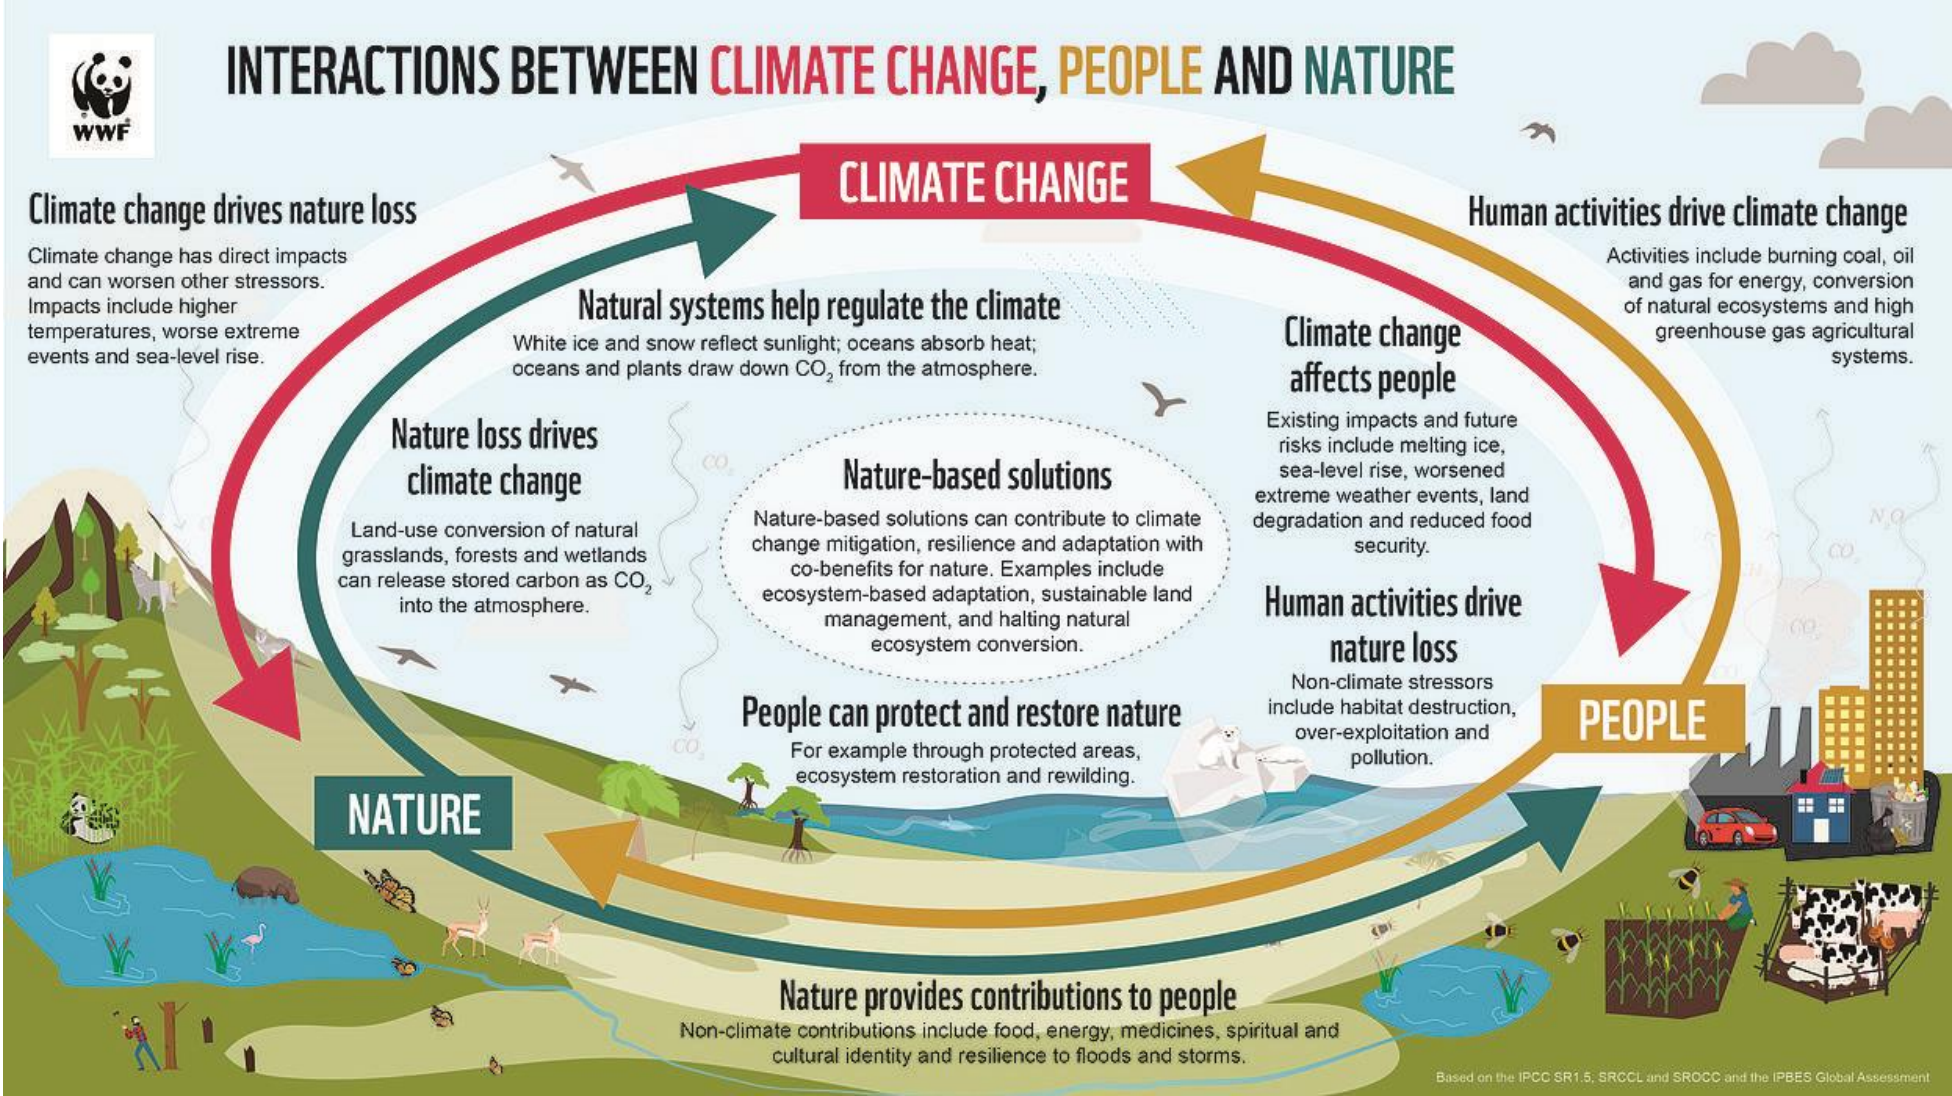 WWF
INTERACTIONS BETWEEN CLIMATE CHANGE, PEOPLE AND NATURE
CLIMATE CHANGE
Climate change drives nature loss
Climate change has direct impacts
and can worsen other stressors.
Impacts include higher
temperatures, worse extreme
events and sea-level rise.
Human activities drive climate change
Activities include burning coal, oil
and gas for energy, conversion
of natural ecosystems and high
greenhouse gas agricultural
systems.
Natural systems help regulate the climate
White ice and snow reflect sunlight; oceans absorb heat;
oceans and plants draw down CO₂ from the atmosphere.
Climate change
affects people
Existing impacts and future
risks include melting ice,
sea-level rise, worsened
extreme weather events, land
degradation and reduced food
security.
Nature loss drives
climate change
Land-use conversion of natural
grasslands, forests and wetlands
can release stored carbon as CO₂
into the atmosphere.
CO₂
Nature-based solutions
Nature-based solutions can contribute to climate
change mitigation, resilience and adaptation with
co-benefits for nature. Examples include
ecosystem-based adaptation, sustainable land
management, and halting natural
ecosystem conversion.
N₂O
CO₂
CO₂
Human activities drive
nature loss
Non-climate stressors
include habitat destruction,
over-exploitation and
pollution.
People can protect and restore nature
For example through protected areas,
ecosystem restoration and rewilding.
CO₂
PEOPLE
NATURE
Nature provides contributions to people
Non-climate contributions include food, energy, medicines, spiritual and
cultural identity and resilience to floods and storms.
Based on the IPCC SR1.5, SRCCL and SROCC and the IPBES Global Assessment